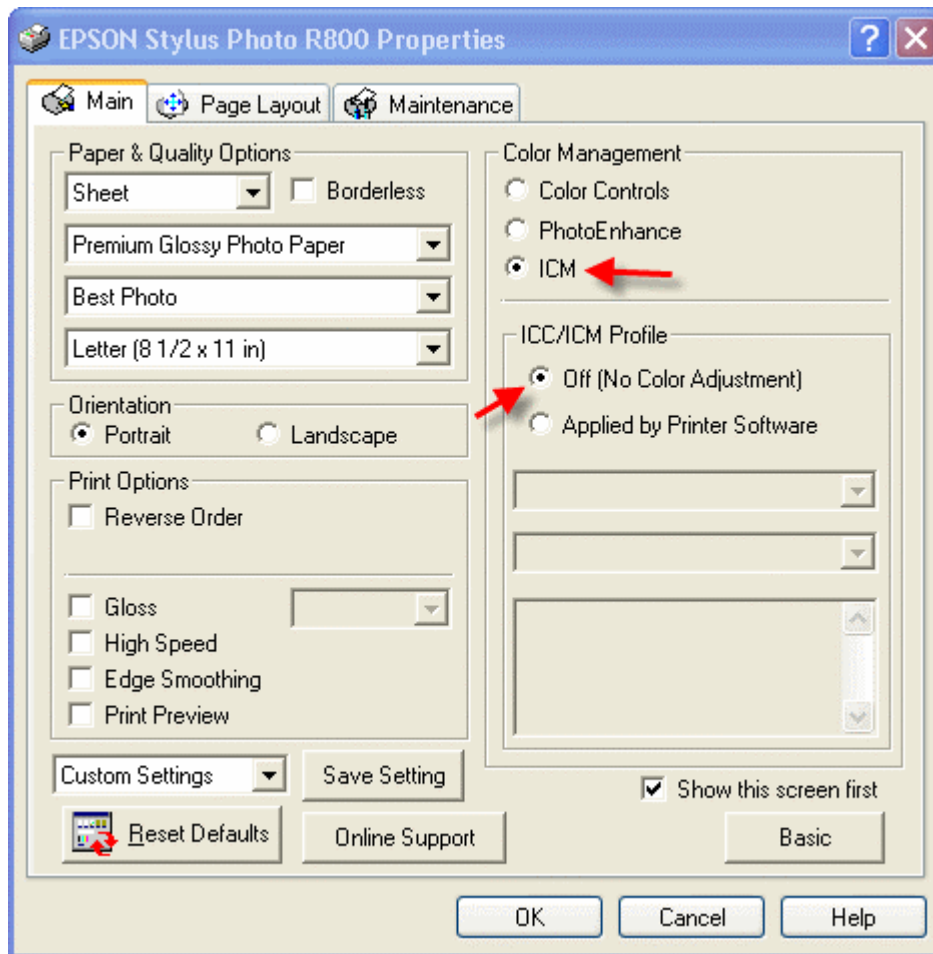 EPSON Stylus Photo R800 Properties
Main
Page Layout
Maintenance
Paper & Quality Options
Sheet
Borderless
Premium Glossy Photo Paper
Best Photo
Letter (8 1/2 x 11 in)
Orientation
Portrait
Landscape
Print Options
Reverse Order
Gloss
High Speed
Edge Smoothing
Print Preview
Custom Settings
Save Setting
Reset Defaults
Online Support
Color Management
Color Controls
PhotoEnhance
ICM
ICC/ICM Profile
Off (No Color Adjustment)
Applied by Printer Software
Show this screen first
Basic
OK
Cancel
Help